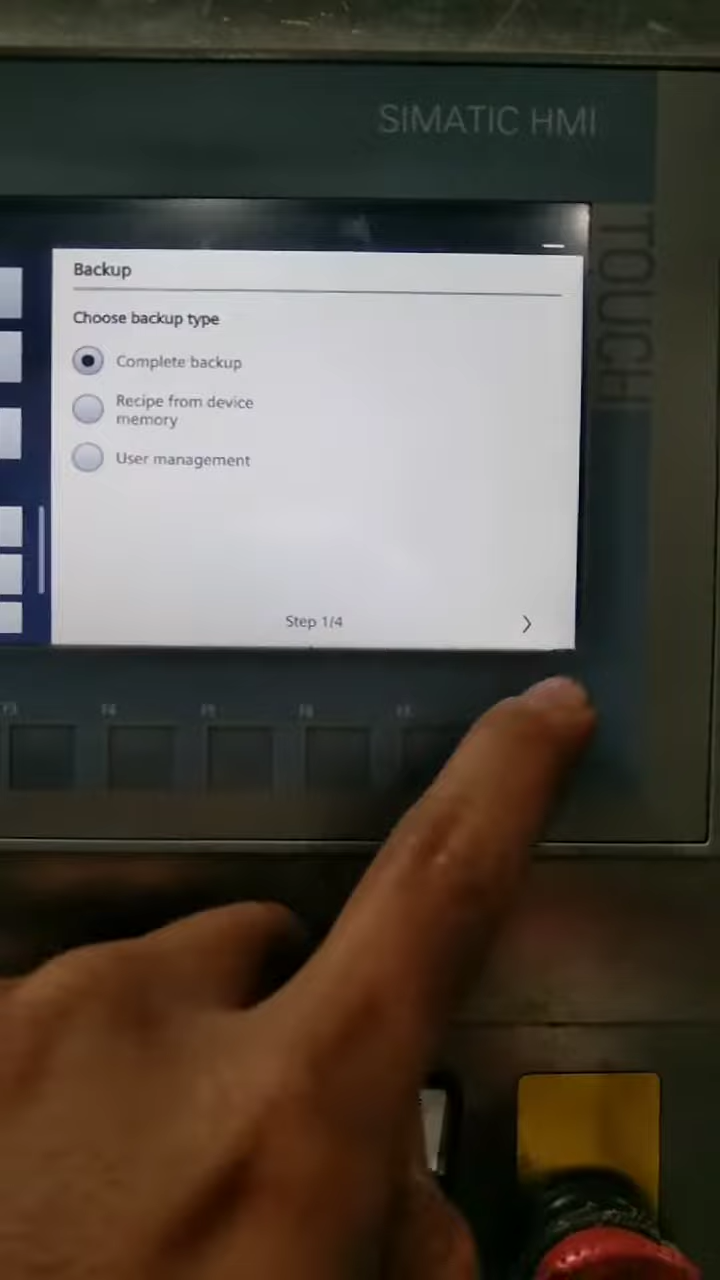 SIMATIC HMI
TOUCH
Backup
Choose backup type
Complete backup
Recipe from device
memory
User management
Step 1/4